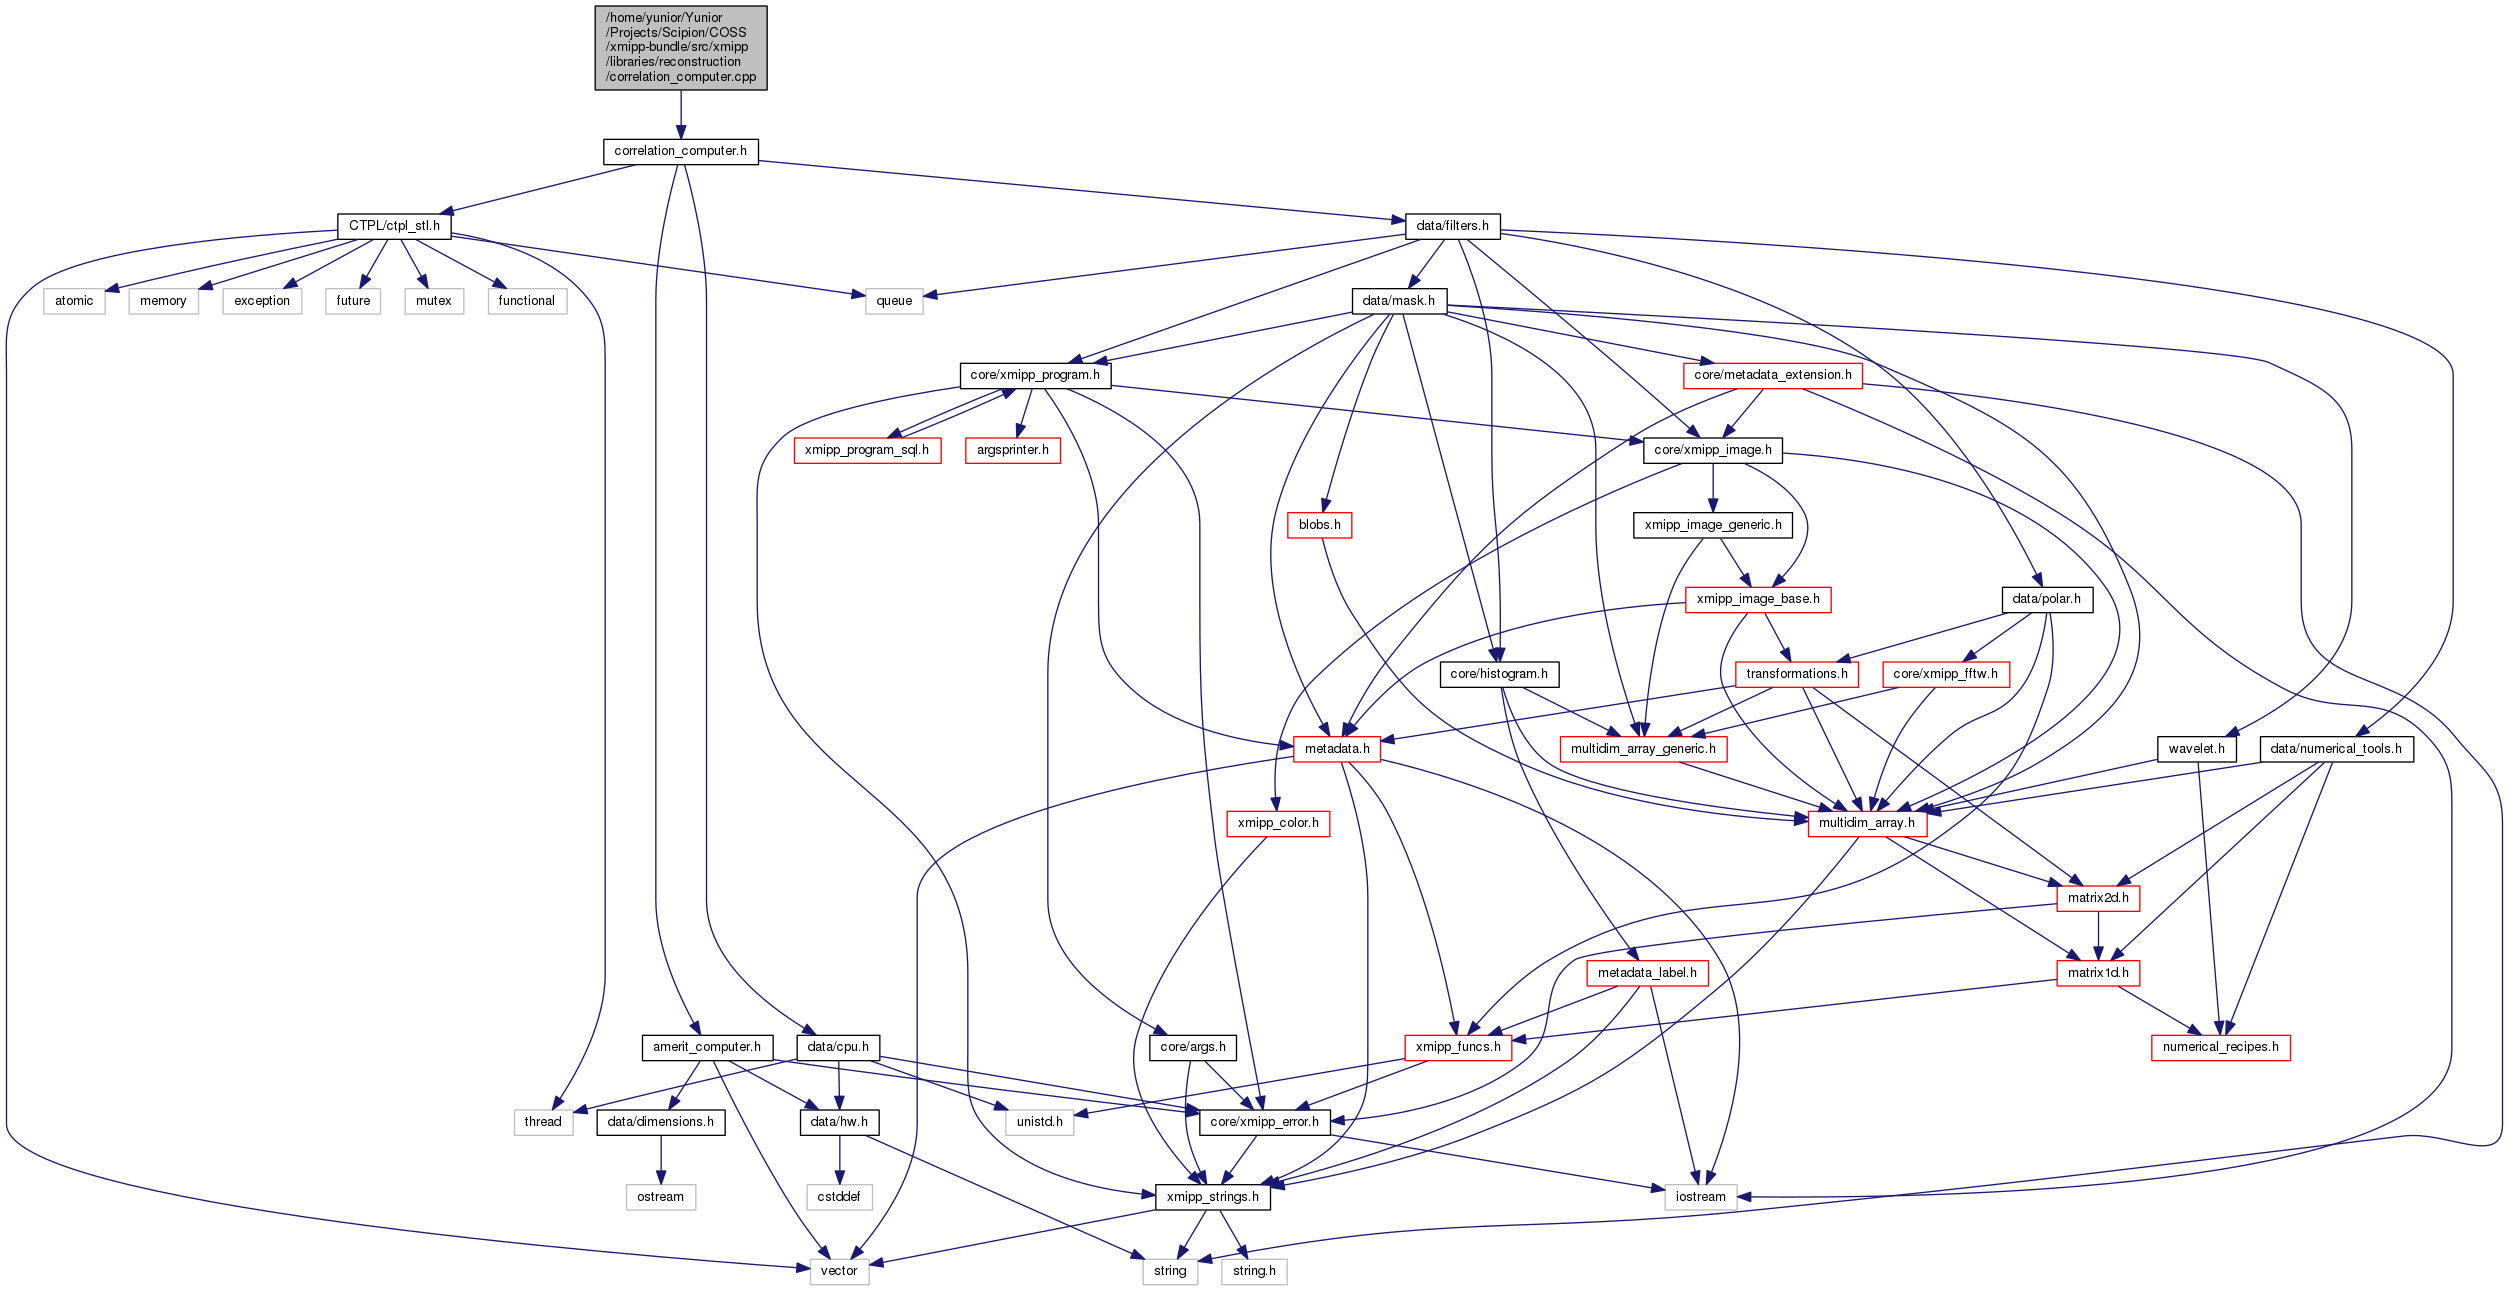 /home/yunior/Yunior
/Projects/Scipion/COSS
/xmipp-bundle/src/xmipp
/libraries/reconstruction
/correlation_computer.cpp
correlation_computer.h
CTPL/ctpl_stl.h
data/filters.h
atomic
memory
exception
future
mutex
functional
queue
data/mask.h
core/xmipp_program.h
core/metadata_extension.h
xmipp_program_sql.h
argsprinter.h
core/xmipp_image.h
blobs.h
xmipp_image_generic.h
xmipp_image_base.h
data/polar.h
core/histogram.h
transformations.h
core/xmipp_fftw.h
metadata.h
multidim_array_generic.h
wavelet.h
data/numerical_tools.h
xmipp_color.h
multidim_array.h
matrix2d.h
metadata_label.h
matrix1d.h
amerit_computer.h
data/cpu.h
core/args.h
xmipp_funcs.h
numerical_recipes.h
thread
data/dimensions.h
data/hw.h
unistd.h
core/xmipp_error.h
ostream
cstddef
xmipp_strings.h
iostream
vector
string
string.h